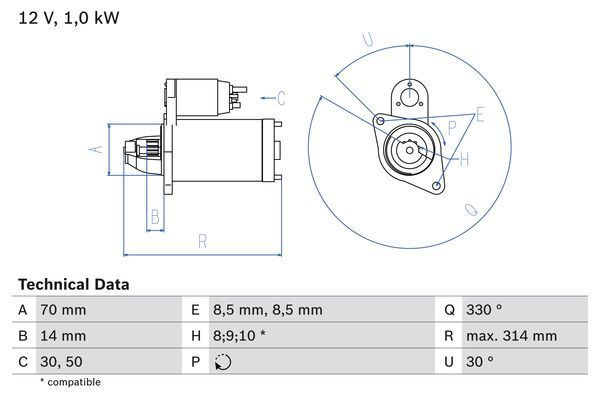 12 V, 1,0 kW
U
C
E
P
A
H
B
Q
R
Technical Data
A 70 mm E 8,5 mm, 8,5 mm Q 330 °
B 14 mm H 8;9;10 * R max. 314 mm
C 30, 50 P U 30 °
* compatible